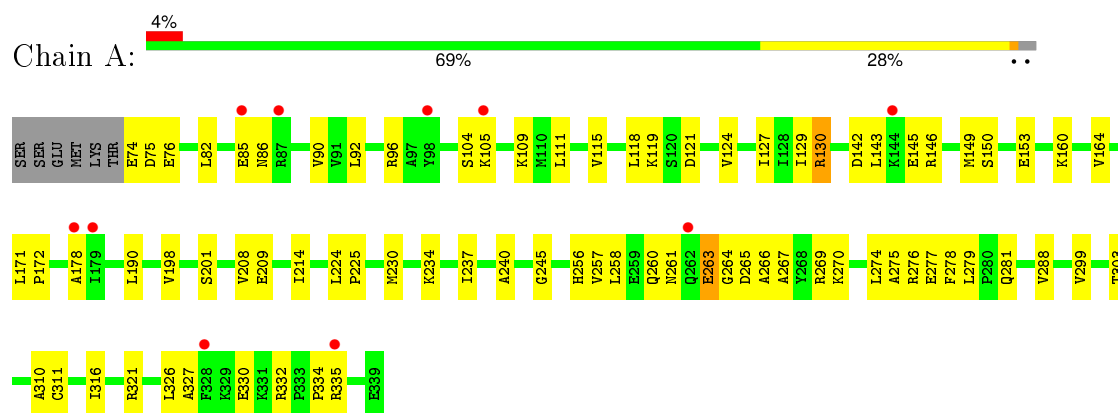 4%
Chain A:
69% 28% • •
SER SER GLU MET LYS THR E74 D75 E76 L82 E85 N86 R87 V90 V91 L92 R96 A97 Y98 S104 K105 K109 M110 L111 V115 L118 K119 S120 D121 V124 I127 I128 I129 R130 D142 L143 K144 E145 R146 M149 S150 E153 K160 V164
L171 P172 A178 I179 L190 V198 S201 V208 E209 I214 L224 P225 M230 K234 I237 A240 G245 H256 V257 L258 E259 Q260 N261 Q262 E263 G264 D265 A266 A267 Y268 R269 K270 L274 A275 R276 E277 F278 L279 P280 Q281 V288 V299 T303
A310 C311 I316 R321 L326 A327 F328 K329 E330 K331 R332 P333 P334 R335 E339